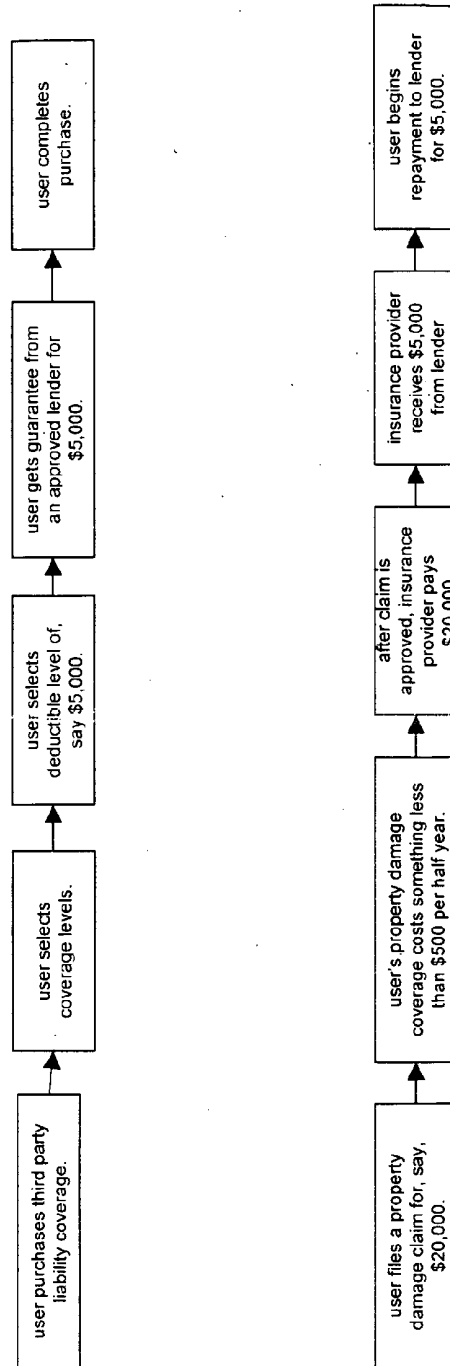 user purchases third party
liability coverage.
user selects
coverage levels.
user selects
deductible level of,
say $5,000.
user gets guarantee from
an approved lender for
$5,000.
user completes
purchase.
user files a property
damage claim for, say,
$20,000.
user's property damage
coverage costs something less
than $500 per half year.
after claim is
approved, insurance
provider pays
$20,000
insurance provider
receives $5,000
from lender
user begins
repayment to lender
for $5,000.